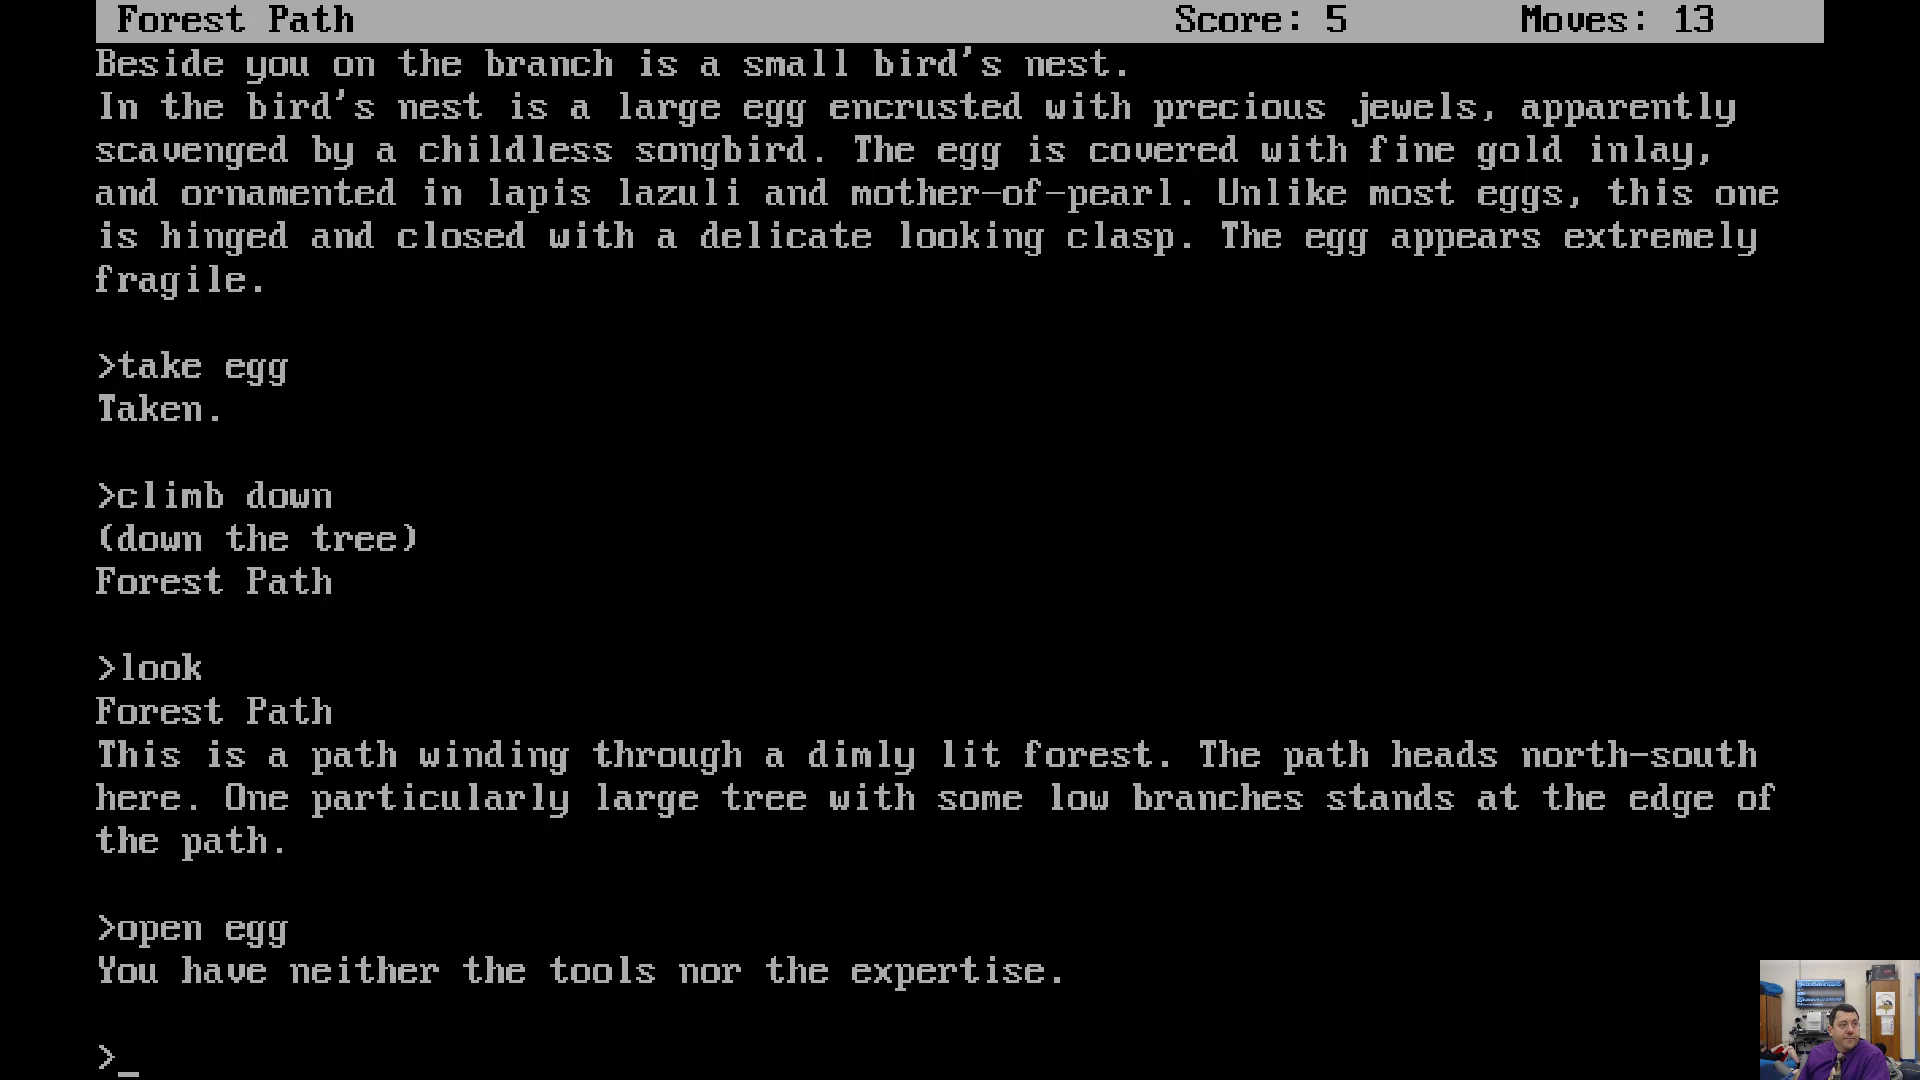 Forest Path Score: 5 Moves: 13
Beside you on the branch is a small bird's nest.
In the bird's nest is a large egg encrusted with precious jewels, apparently
scavenged by a childless songbird. The egg is covered with fine gold inlay,
and ornamented in lapis lazuli and mother-of-pearl. Unlike most eggs, this one
is hinged and closed with a delicate looking clasp. The egg appears extremely
fragile.
>take egg
Taken.
>climb down
(down the tree)
Forest Path
>look
Forest Path
This is a path winding through a dimly lit forest. The path heads north-south
here. One particularly large tree with some low branches stands at the edge of
the path.
>open egg
You have neither the tools nor the expertise.
>_